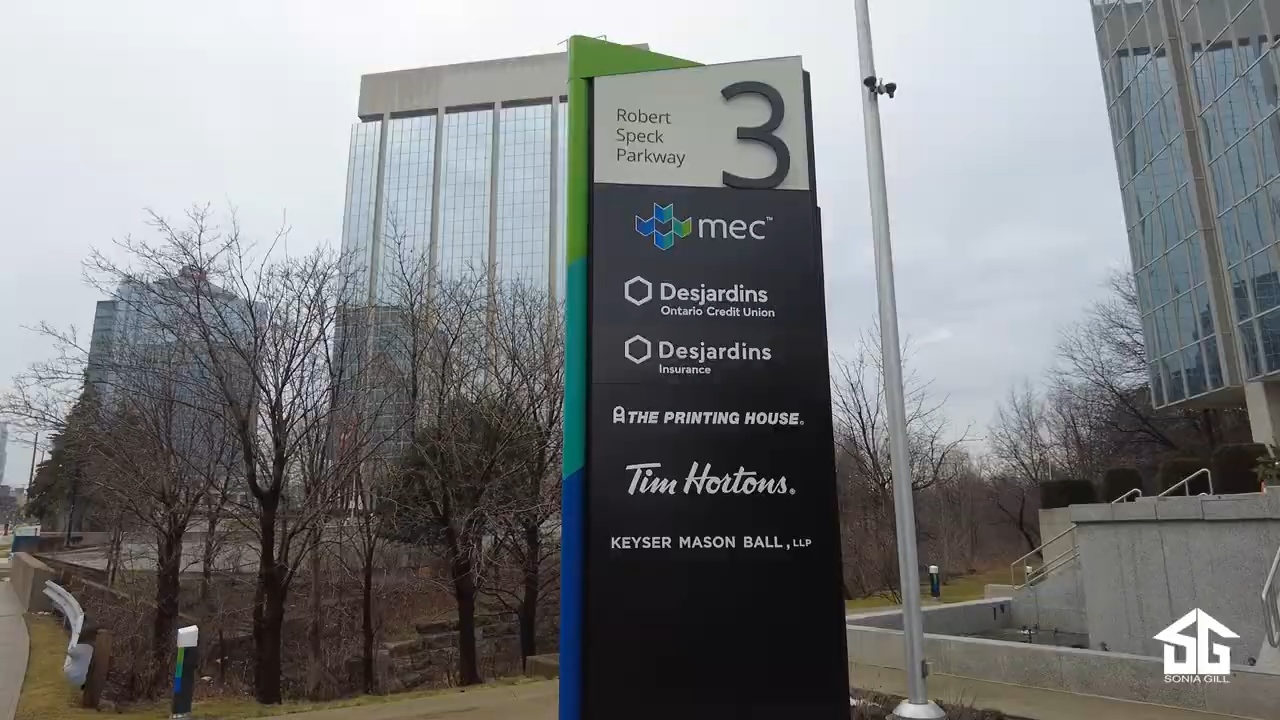 Robert
Speck
Parkway
3
mec™
Desjardins
Ontario Credit Union
Desjardins
Insurance
THE PRINTING HOUSE
Tim Hortons
KEYSER MASON BALL, LLP
SG
SONIA GILL